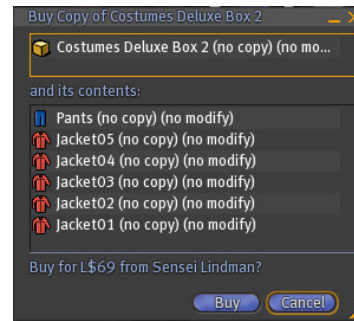 Buy Copy of Costumes Deluxe Box 2
Costumes Deluxe Box 2 (no copy) (no mo...
and its contents:
Pants (no copy) (no modify)
Jacket05 (no copy) (no modify)
Jacket04 (no copy) (no modify)
Jacket03 (no copy) (no modify)
Jacket02 (no copy) (no modify)
Jacket01 (no copy) (no modify)
Buy for L$69 from Sensei Lindman?
Buy Cancel